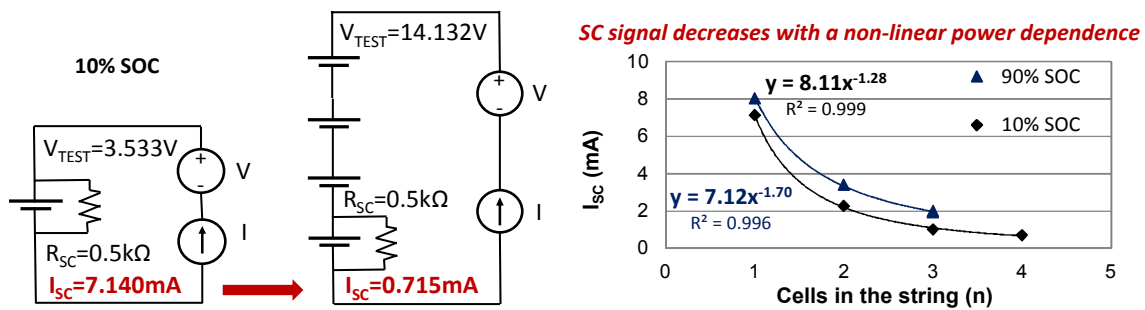 10% SOC
V_TEST=3.533V
+
-
V
I
R_SC=0.5kΩ
I_SC=7.140mA
V_TEST=14.132V
+
-
V
I
R_SC=0.5kΩ
I_SC=0.715mA
SC signal decreases with a non-linear power dependence
I_SC (mA)
10
8
6
4
2
0
y = 8.11x^-1.28
R² = 0.999
y = 7.12x^-1.70
R² = 0.996
90% SOC
10% SOC
0 1 2 3 4 5
Cells in the string (n)